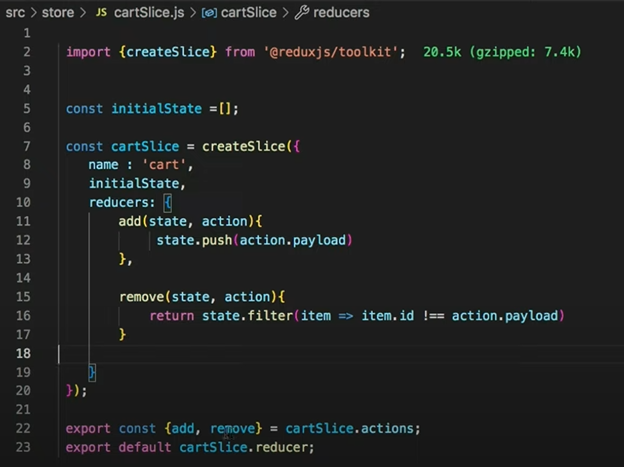 src > store > JS cartSlice.js > cartSlice > reducers
1
2 import {createSlice} from '@reduxjs/toolkit'; 20.5k (gzipped: 7.4k)
3
4
5 const initialState =[];
6
7 const cartSlice = createSlice({
8 name : 'cart',
9 initialState,
10 reducers: {
11 add(state, action){
12 state.push(action.payload)
13 },
14
15 remove(state, action){
16 return state.filter(item => item.id !== action.payload)
17 }
18
19 }
20 });
21
22 export const {add, remove} = cartSlice.actions;
23 export default cartSlice.reducer;